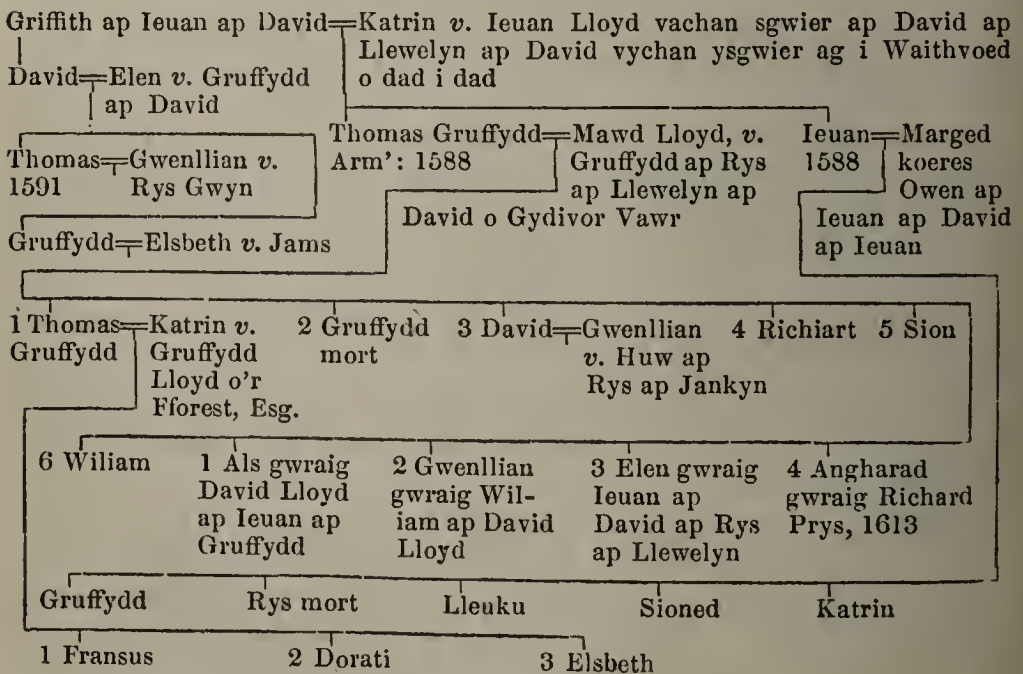 Griffith ap Ieuan ap David=Katrin v. Ieuan Lloyd vachan sgwier ap David ap
Llewelyn ap David vychan ysgwier ag i Waithvoed
o dad i dad
David=Elen v. Gruffydd
ap David
Thomas=Gwenllian v.
1591 Rys Gwyn
Gruffydd=Elsbeth v. Jams
Thomas Gruffydd=Mawd Lloyd, v.
Arm': 1588 Gruffydd ap Rys
ap Llewelyn ap
David o Gydivor Vawr
Ieuan=Marged
1588 koeres
Owen ap
Ieuan ap David
ap Ieuan
1 Thomas=Katrin v.
Gruffydd Gruffydd
Lloyd o'r
Fforest, Esg.
2 Gruffydd
mort
3 David=Gwenllian
v. Huw ap
Rys ap Jankyn
4 Richiart
5 Sion
6 Wiliam
1 Als gwraig
David Lloyd
ap Ieuan ap
Gruffydd
2 Gwenllian
gwraig Wil-
iam ap David
Lloyd
3 Elen gwraig
Ieuan ap
David ap Rys
ap Llewelyn
4 Angharad
gwraig Richard
Prys, 1613
Gruffydd
Rys mort
Lleuku
Sioned
Katrin
1 Fransus
2 Dorati
3 Elsbeth